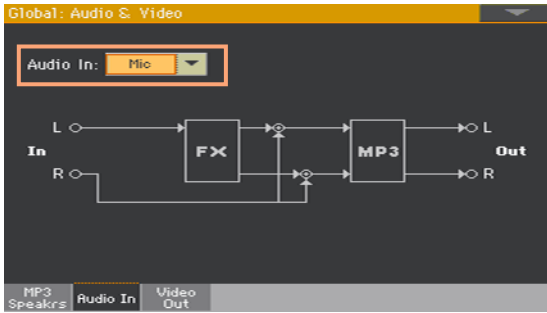 Global: Audio & Video
Audio In: Mic
L
In
R
FX
MP3
L
Out
R
MP3 Speakrs
Audio In
Video Out